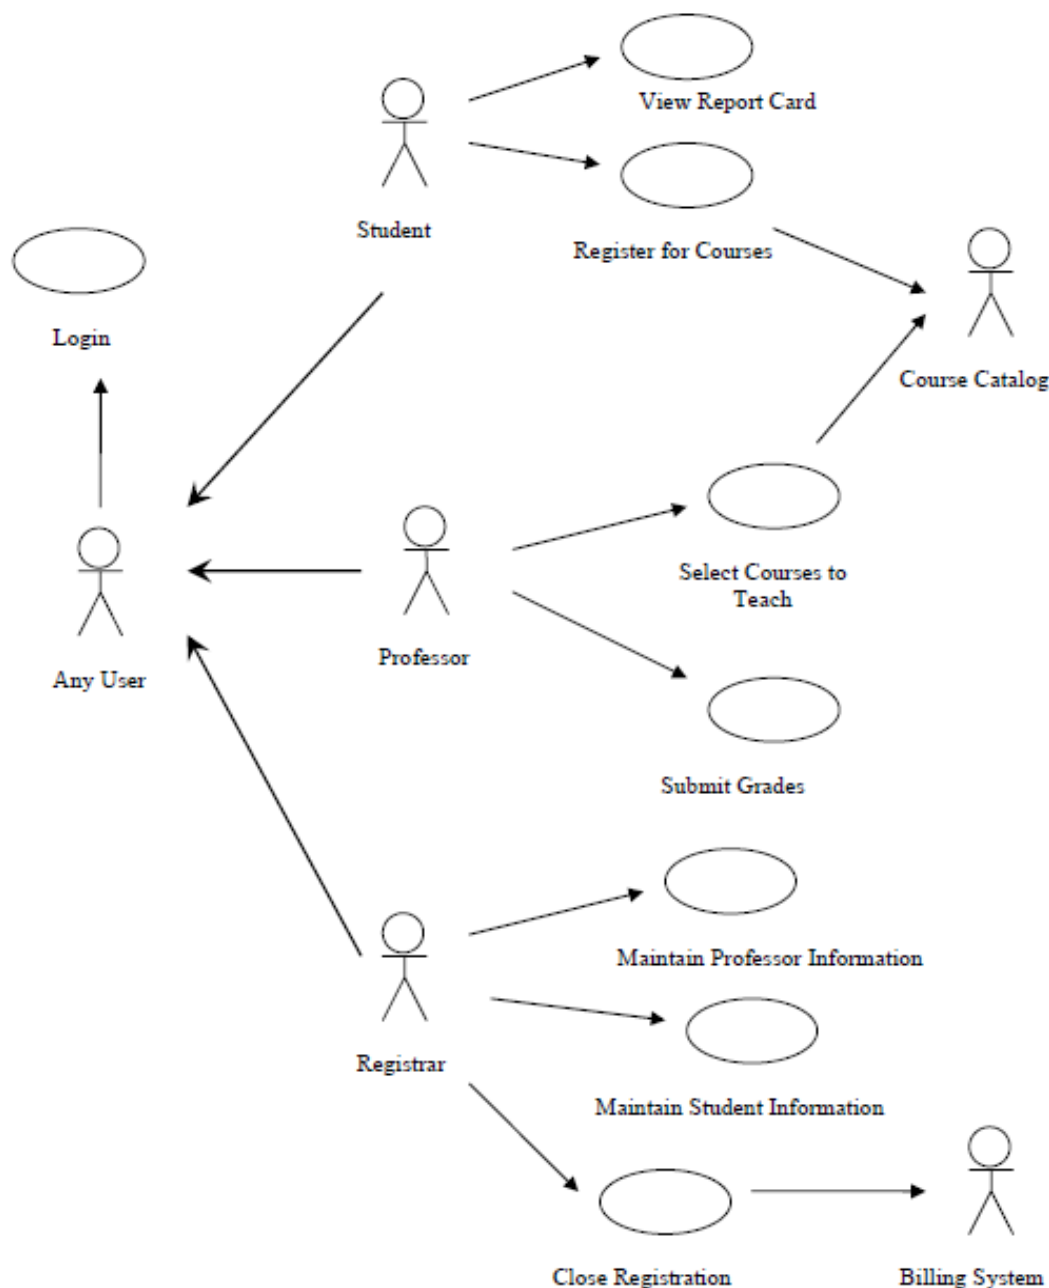 View Report Card
Student
Register for Courses
Login
Course Catalog
Select Courses to
Teach
Professor
Any User
Submit Grades
Maintain Professor Information
Registrar
Maintain Student Information
Close Registration
Billing System